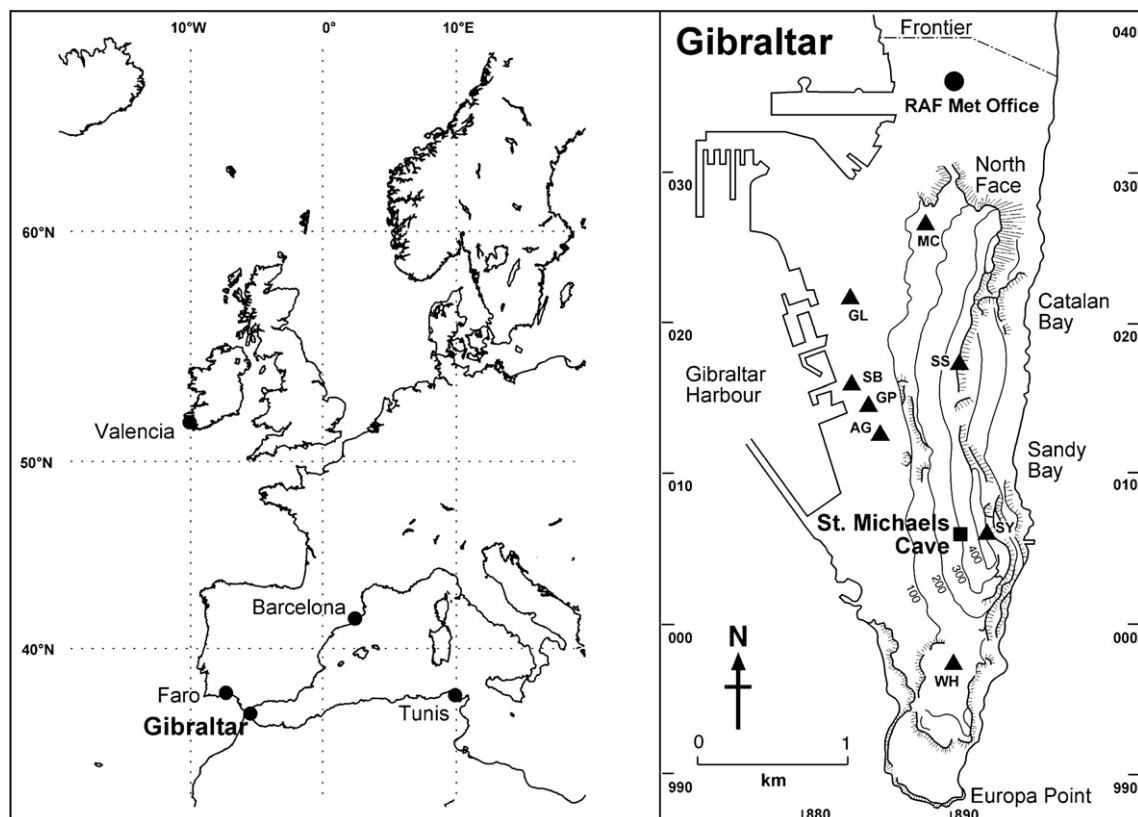 10°W
0°
10°E
60°N
50°N
40°N
Valencia
Barcelona
Faro
Gibraltar
Tunis
Gibraltar
Frontier
040
040
RAF Met Office
North
Face
030
030
MC
GL
Catalan
Bay
020
020
SS
SB
GP
AG
Gibraltar
Harbour
Sandy
Bay
010
010
St. Michaels
Cave
SY
400
300
200
100
000
000
N
WH
0
1
km
990
990
Europa Point
880
890